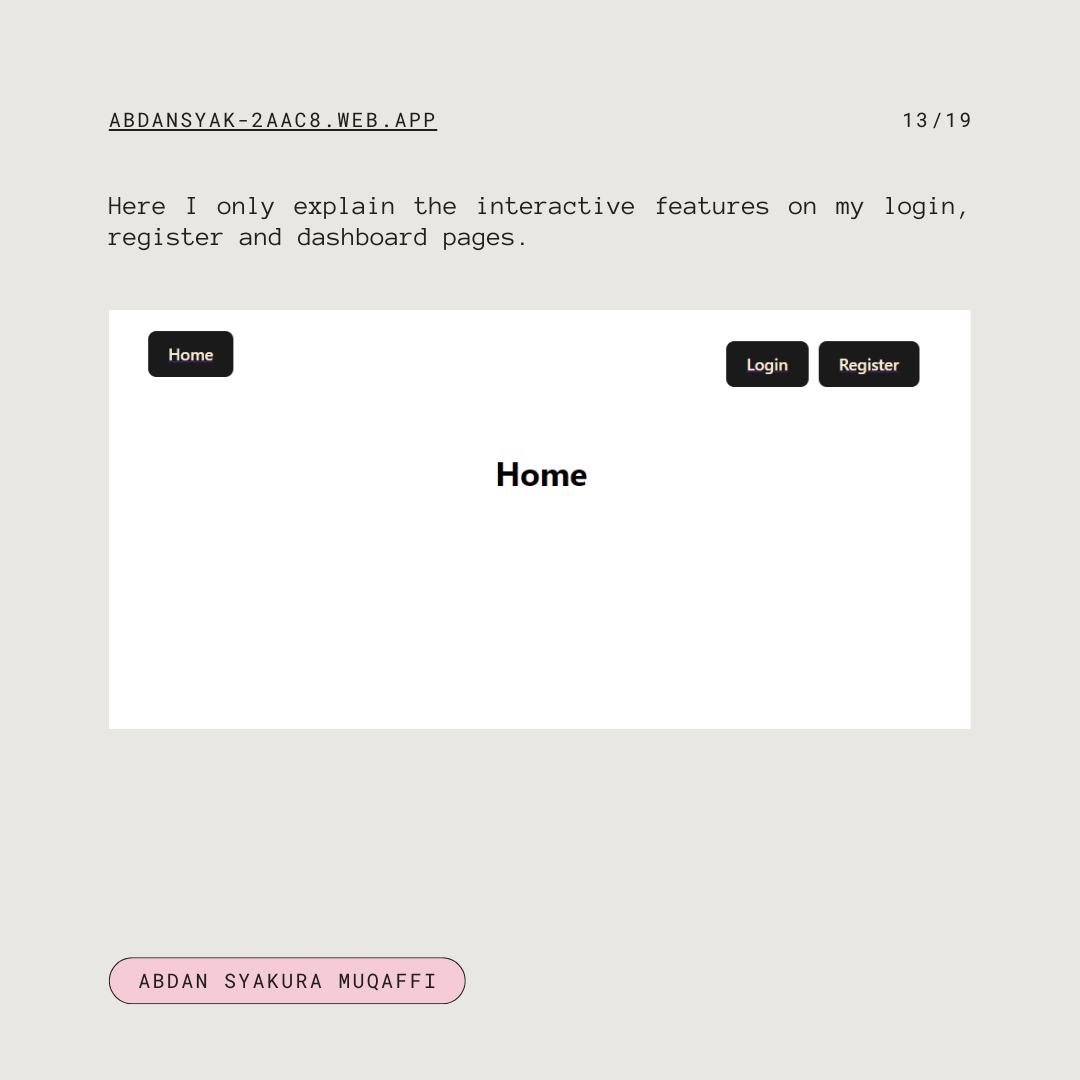 ABDANSYAK-2AAC8.WEB.APP
13/19
Here I only explain the interactive features on my login,
register and dashboard pages.
Home
Login
Register
Home
ABDAN SYAKURA MUQAFFI